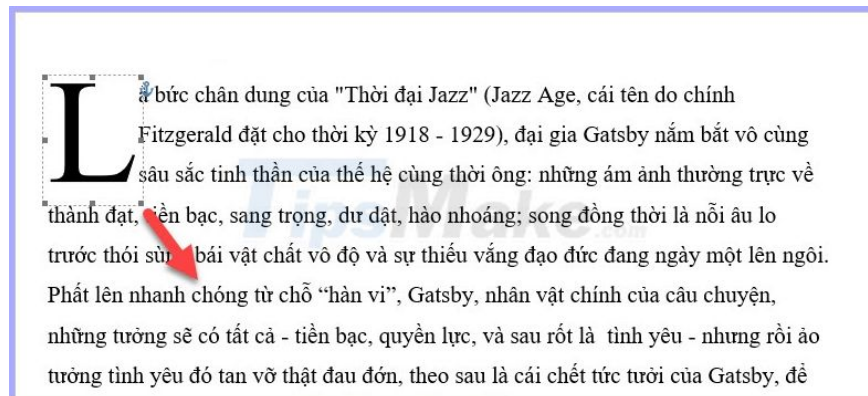 Là bức chân dung của "Thời đại Jazz" (Jazz Age, cái tên do chính
Fitzgerald đặt cho thời kỳ 1918 - 1929), đại gia Gatsby nắm bắt vô cùng
sâu sắc tinh thần của thế hệ cùng thời ông: những ám ảnh thường trực về
thành đạt, tiền bạc, sang trọng, dư dật, hào nhoáng; song đồng thời là nỗi âu lo
trước thói sùng bái vật chất vô độ và sự thiếu vắng đạo đức đang ngày một lên ngôi.
Phất lên nhanh chóng từ chỗ “hàn vi”, Gatsby, nhân vật chính của câu chuyện,
những tưởng sẽ có tất cả - tiền bạc, quyền lực, và sau rốt là tình yêu - nhưng rồi ảo
tưởng tình yêu đó tan vỡ thật đau đớn, theo sau là cái chết tức tưởi của Gatsby, để
TipsMake.com